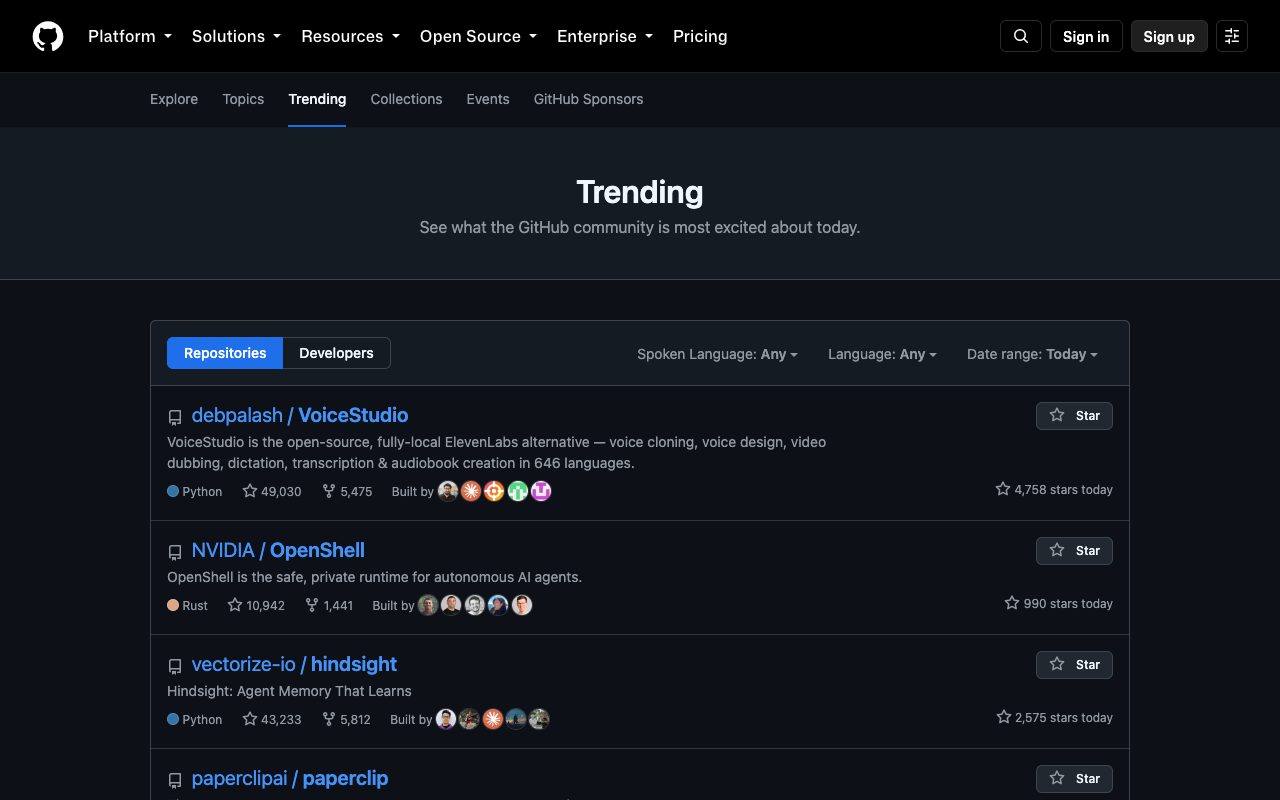 Platform Solutions Resources Open Source Enterprise Pricing Sign in Sign up
Explore Topics Trending Collections Events GitHub Sponsors
Trending
See what the GitHub community is most excited about today.
Repositories Developers Spoken Language: Any Language: Any Date range: Today
debpalash / VoiceStudio Star
VoiceStudio is the open-source, fully-local ElevenLabs alternative — voice cloning, voice design, video
dubbing, dictation, transcription & audiobook creation in 646 languages.
Python 49,030 5,475 Built by 4,758 stars today
NVIDIA / OpenShell Star
OpenShell is the safe, private runtime for autonomous AI agents.
Rust 10,942 1,441 Built by 990 stars today
vectorize-io / hindsight Star
Hindsight: Agent Memory That Learns
Python 43,233 5,812 Built by 2,575 stars today
paperclipai / paperclip Star